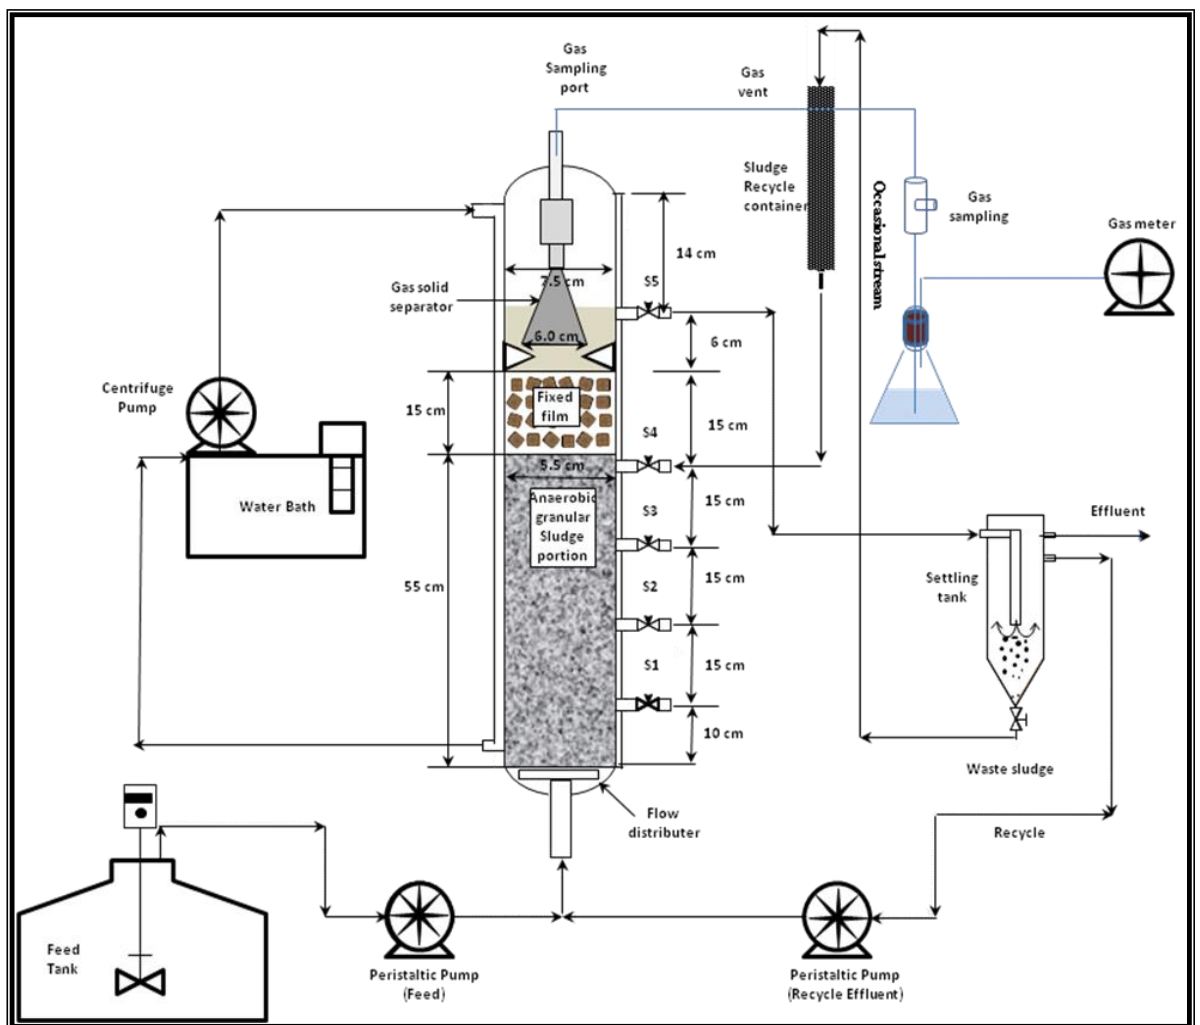 Gas
Sampling
port
Gas
vent
Sludge
Recycle
container
Occasional stream
Gas
sampling
Gas meter
14 cm
7.5 cm
S5
Gas solid
separator
6.0 cm
6 cm
Centrifuge
Pump
15 cm
Fixed
film
15 cm
S4
5.5 cm
Water Bath
Anaerobic
granular
Sludge
portion
S3
15 cm
Effluent
55 cm
S2
15 cm
Settling
tank
S1
15 cm
10 cm
Waste sludge
Flow
distributer
Recycle
Feed
Tank
Peristaltic Pump
(Feed)
Peristaltic Pump
(Recycle Effluent)